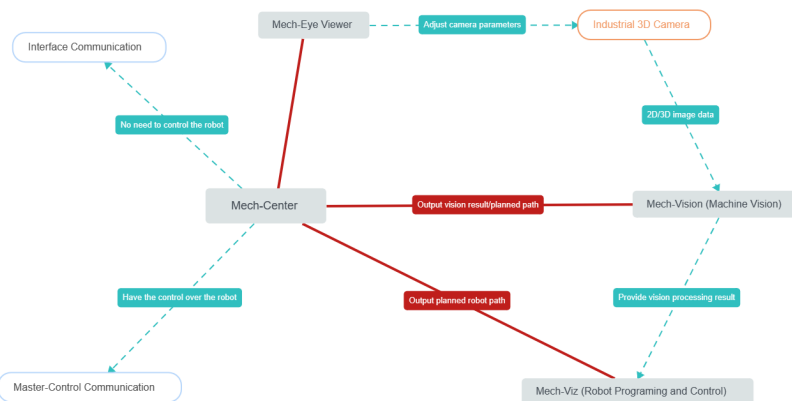 Mech-Eye Viewer
Adjust camera parameters
Industrial 3D Camera
Interface Communication
No need to control the robot
2D/3D image data
Mech-Center
Output vision result/planned path
Mech-Vision (Machine Vision)
Have the control over the robot
Output planned robot path
Provide vision processing result
Master-Control Communication
Mech-Viz (Robot Programing and Control)